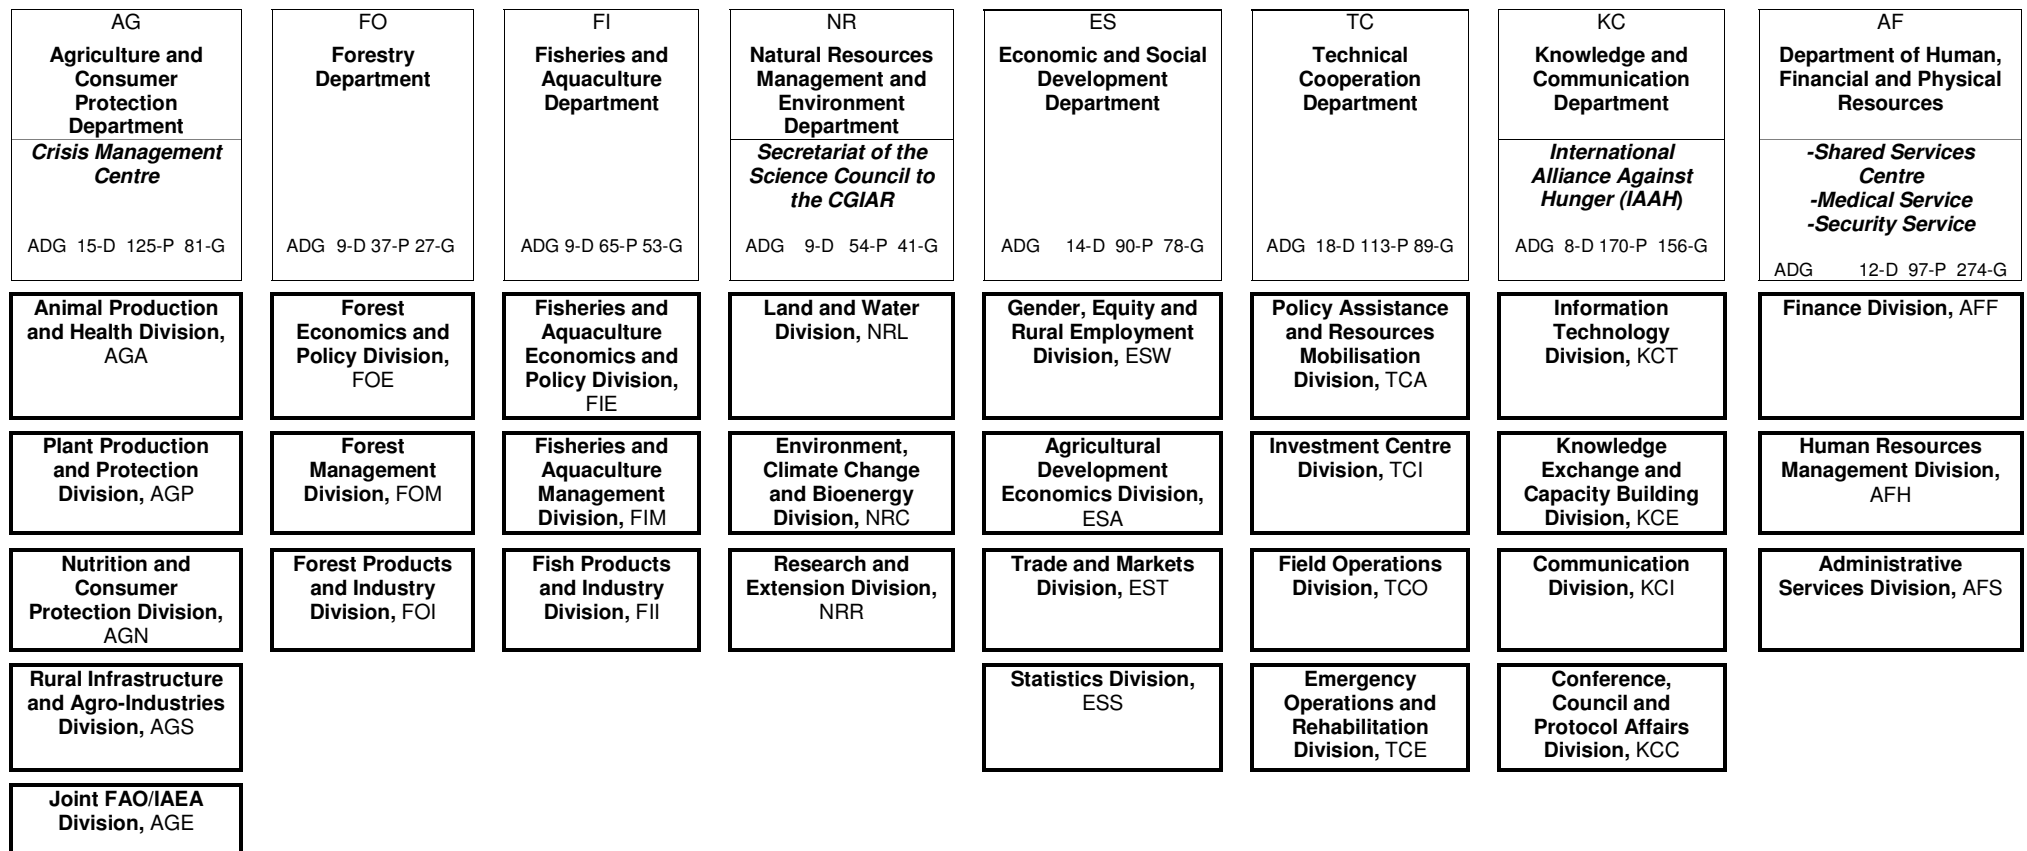 AG
Agriculture and
Consumer
Protection
Department
Crisis Management
Centre
ADG 15-D 125-P 81-G
Animal Production
and Health Division,
AGA
Plant Production
and Protection
Division, AGP
Nutrition and
Consumer
Protection Division,
AGN
Rural Infrastructure
and Agro-Industries
Division, AGS
Joint FAO/IAEA
Division, AGE
FO
Forestry
Department
ADG 9-D 37-P 27-G
Forest
Economics and
Policy Division,
FOE
Forest
Management
Division, FOM
Forest Products
and Industry
Division, FOI
FI
Fisheries and
Aquaculture
Department
ADG 9-D 65-P 53-G
Fisheries and
Aquaculture
Economics and
Policy Division,
FIE
Fisheries and
Aquaculture
Management
Division, FIM
Fish Products
and Industry
Division, FII
NR
Natural Resources
Management and
Environment
Department
Secretariat of the
Science Council to
the CGIAR
ADG 9-D 54-P 41-G
Land and Water
Division, NRL
Environment,
Climate Change
and Bioenergy
Division, NRC
Research and
Extension Division,
NRR
ES
Economic and Social
Development
Department
ADG 14-D 90-P 78-G
Gender, Equity and
Rural Employment
Division, ESW
Agricultural
Development
Economics Division,
ESA
Trade and Markets
Division, EST
Statistics Division,
ESS
TC
Technical
Cooperation
Department
ADG 18-D 113-P 89-G
Policy Assistance
and Resources
Mobilisation
Division, TCA
Investment Centre
Division, TCI
Field Operations
Division, TCO
Emergency
Operations and
Rehabilitation
Division, TCE
KC
Knowledge and
Communication
Department
International
Alliance Against
Hunger (IAAH)
ADG 8-D 170-P 156-G
Information
Technology
Division, KCT
Knowledge
Exchange and
Capacity Building
Division, KCE
Communication
Division, KCI
Conference,
Council and
Protocol Affairs
Division, KCC
AF
Department of Human,
Financial and Physical
Resources
-Shared Services
Centre
-Medical Service
-Security Service
ADG 12-D 97-P 274-G
Finance Division, AFF
Human Resources
Management Division,
AFH
Administrative
Services Division, AFS